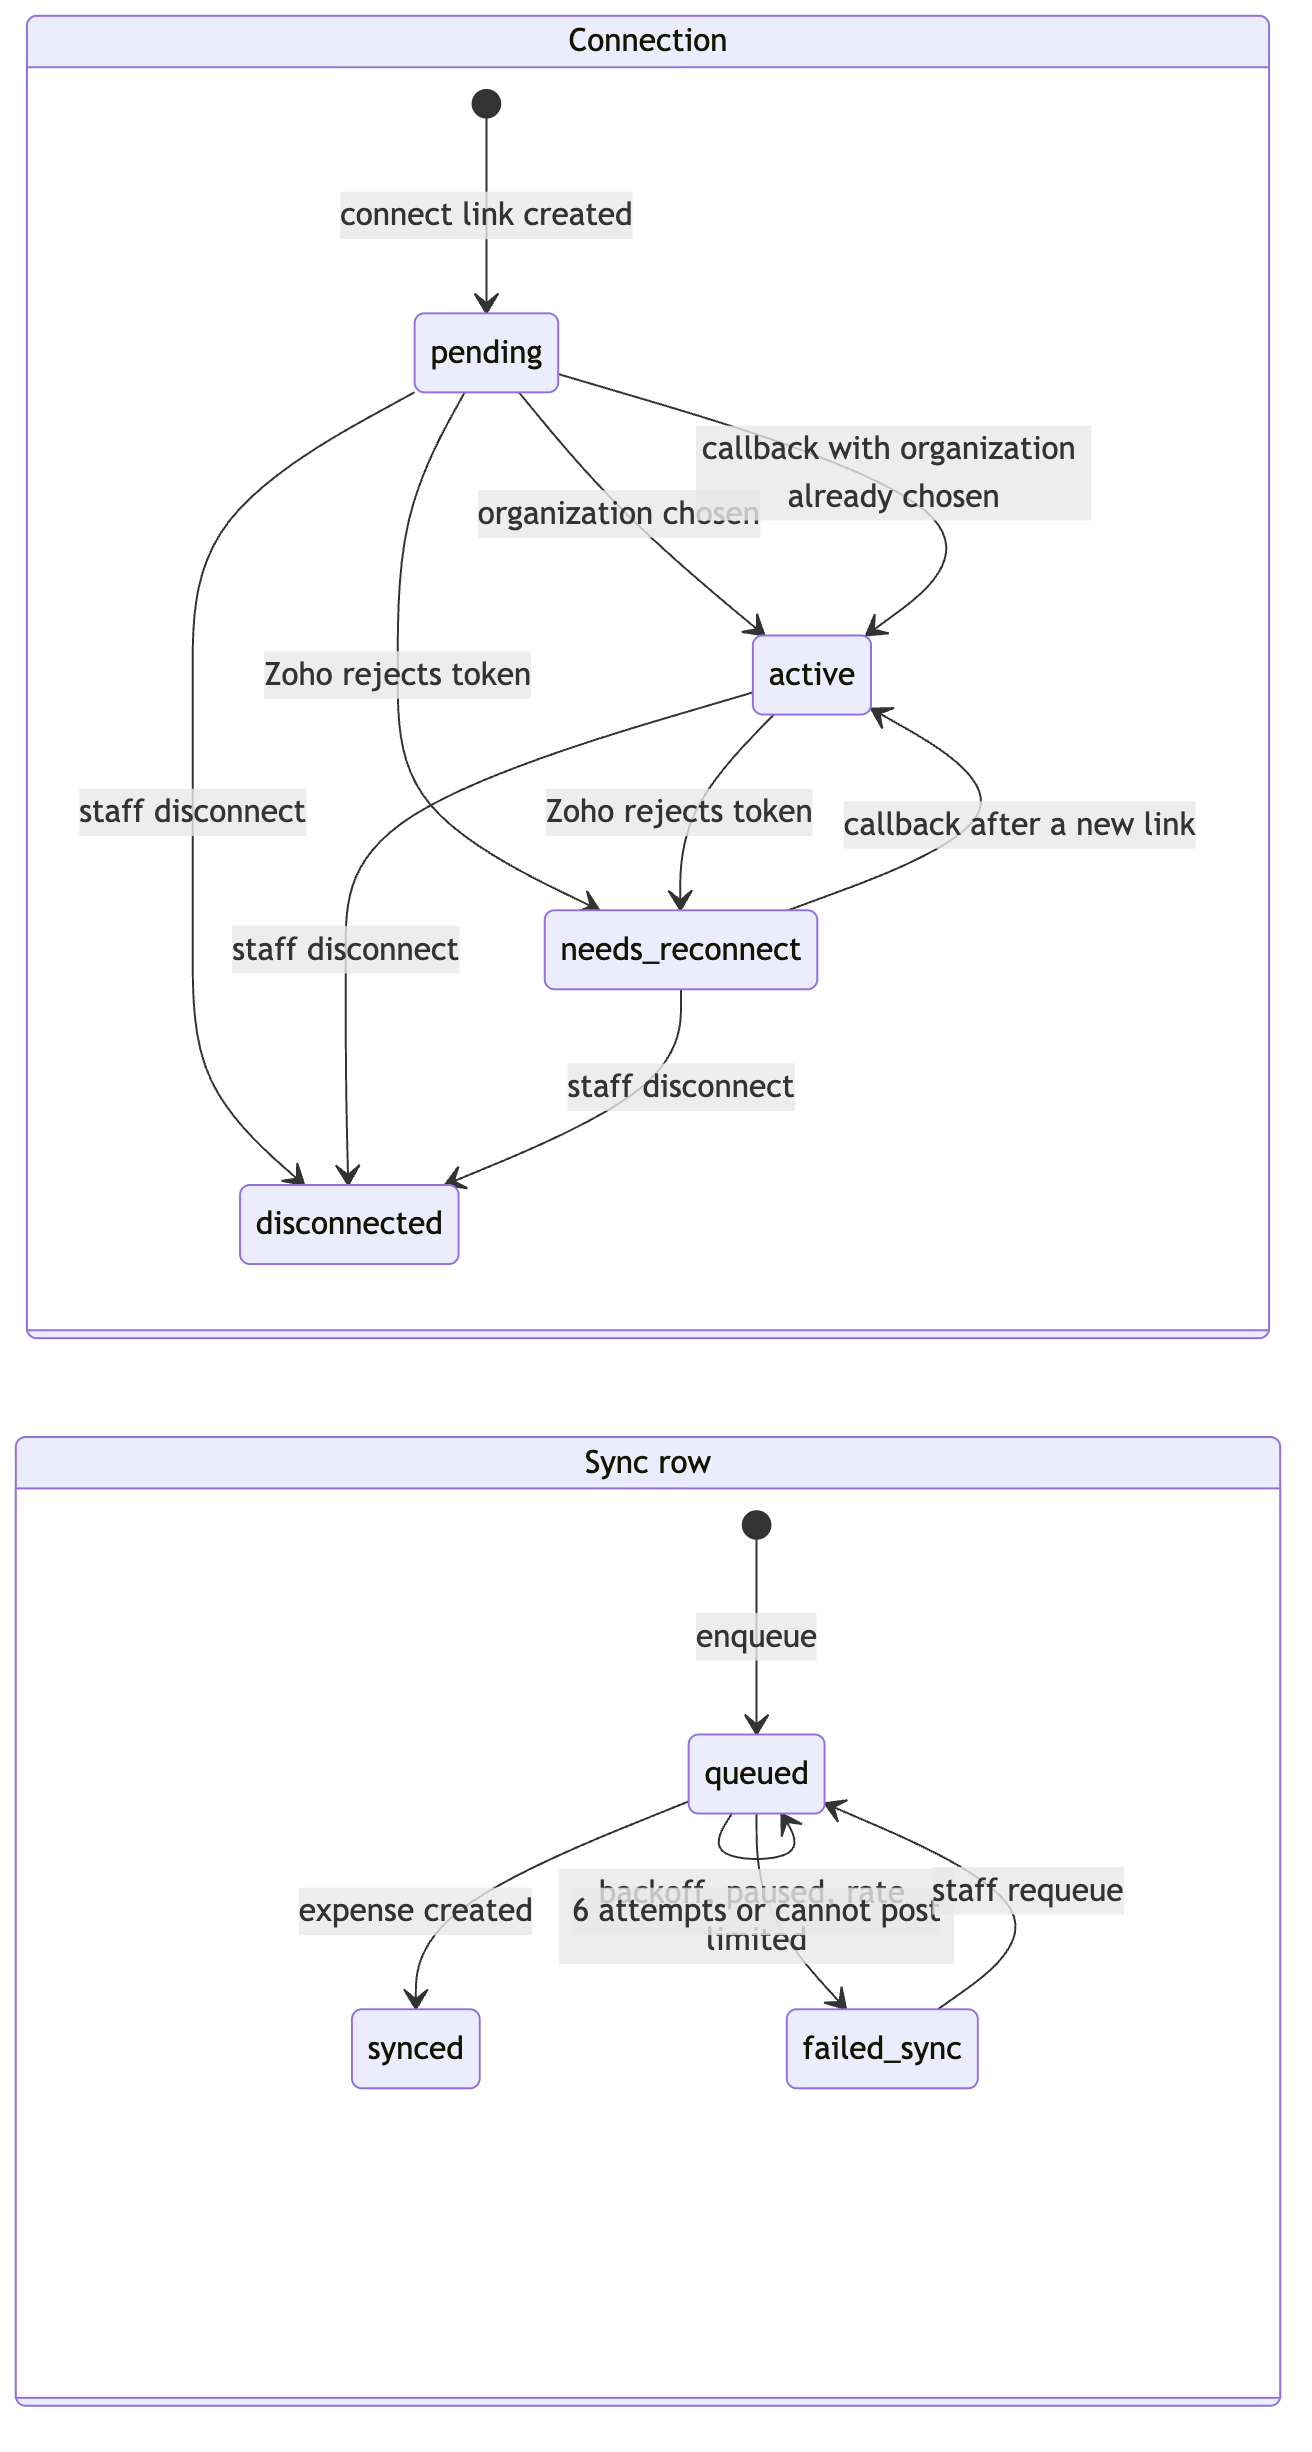 Connection
connect link created
pending
callback with organization
already chosen
organization chosen
active
Zoho rejects token
staff disconnect
Zoho rejects token
callback after a new link
staff disconnect
needs_reconnect
staff disconnect
disconnected
Sync row
enqueue
queued
backoff, paused, rate
limited
expense created
6 attempts or cannot post
staff requeue
synced
failed_sync